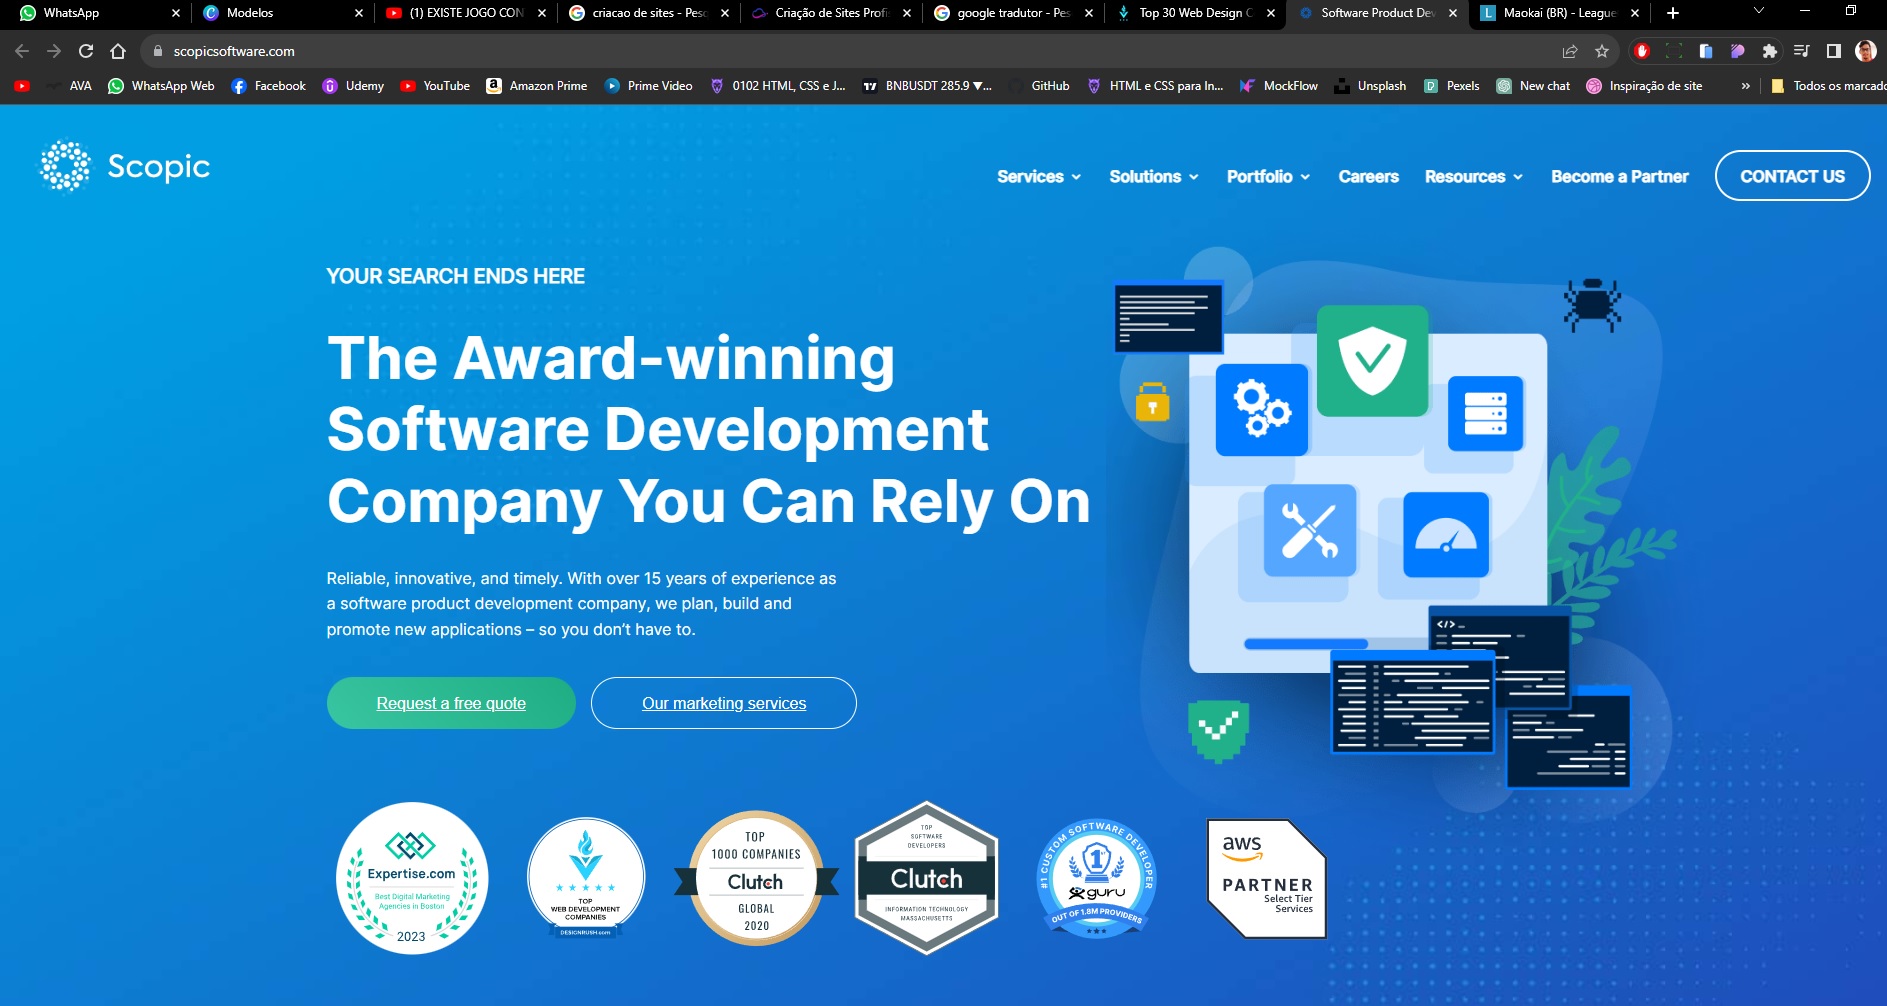 WhatsApp
Modelos
(1) EXISTE JOGO CON
criacao de sites - Pes
Criação de Sites Profi
google tradutor - Pe
Top 30 Web Design C
Software Product Dev
Maokai (BR) - League
scopicsoftware.com
AVA
WhatsApp Web
Facebook
Udemy
YouTube
Amazon Prime
Prime Video
0102 HTML, CSS e J...
BNBUSDT 285.9 ▼...
GitHub
HTML e CSS para In...
MockFlow
Unsplash
Pexels
New chat
Inspiração de site
»
Todos os marcado
Scopic
Services
Solutions
Portfolio
Careers
Resources
Become a Partner
CONTACT US
YOUR SEARCH ENDS HERE
The Award-winning
Software Development
Company You Can Rely On
Reliable, innovative, and timely. With over 15 years of experience as
a software product development company, we plan, build and
promote new applications – so you don't have to.
Request a free quote
Our marketing services
</>_
Expertise.com
Best Digital Marketing
Agencies in Boston
2023
TOP
WEB DEVELOPMENT
COMPANIES
DESIGNRUSH.com
TOP
1000 COMPANIES
Clutch
GLOBAL
2020
TOP
SOFTWARE
DEVELOPERS
Clutch
INFORMATION TECHNOLOGY
MASSACHUSETTS
#1 CUSTOM SOFTWARE DEVELOPER
1ST
guru
OUT OF 1.8M PROVIDERS
aws
PARTNER
Select Tier
Services